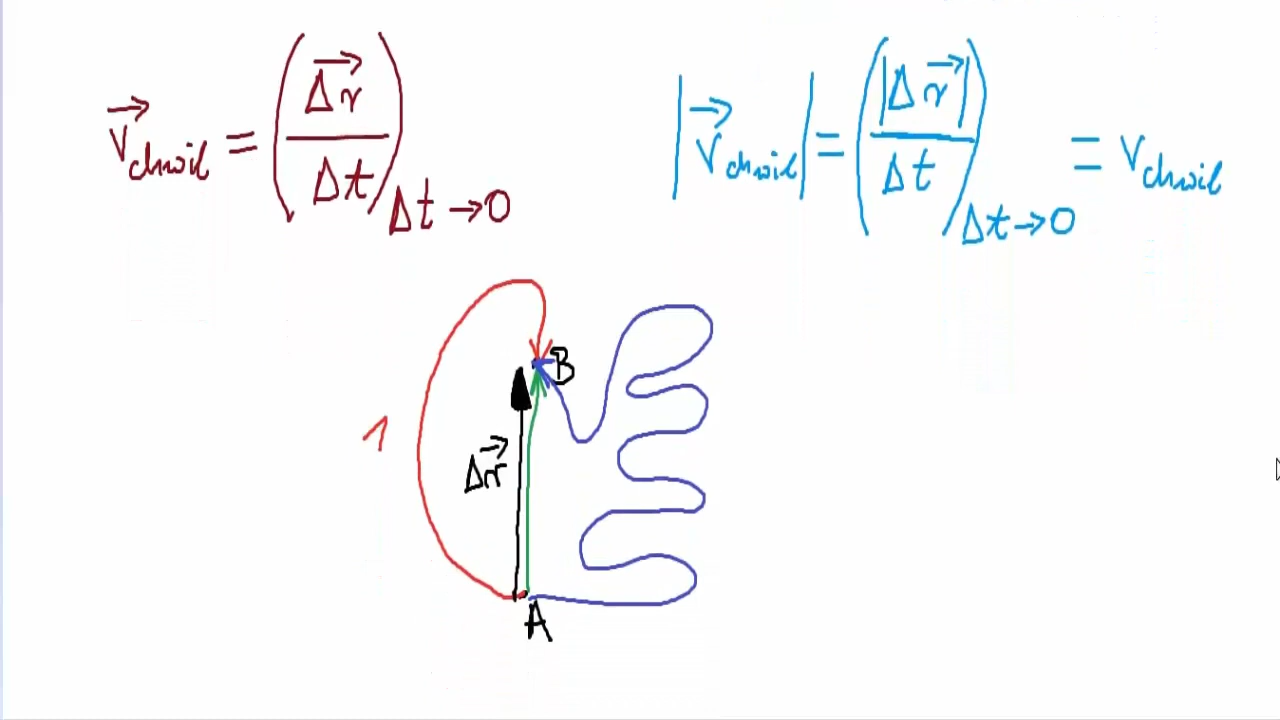 v⃗chwil = (Δr⃗ / Δt)Δt→0
|v⃗chwil| = (|Δr⃗| / Δt)Δt→0 = vchwil
B
1
Δr⃗
A